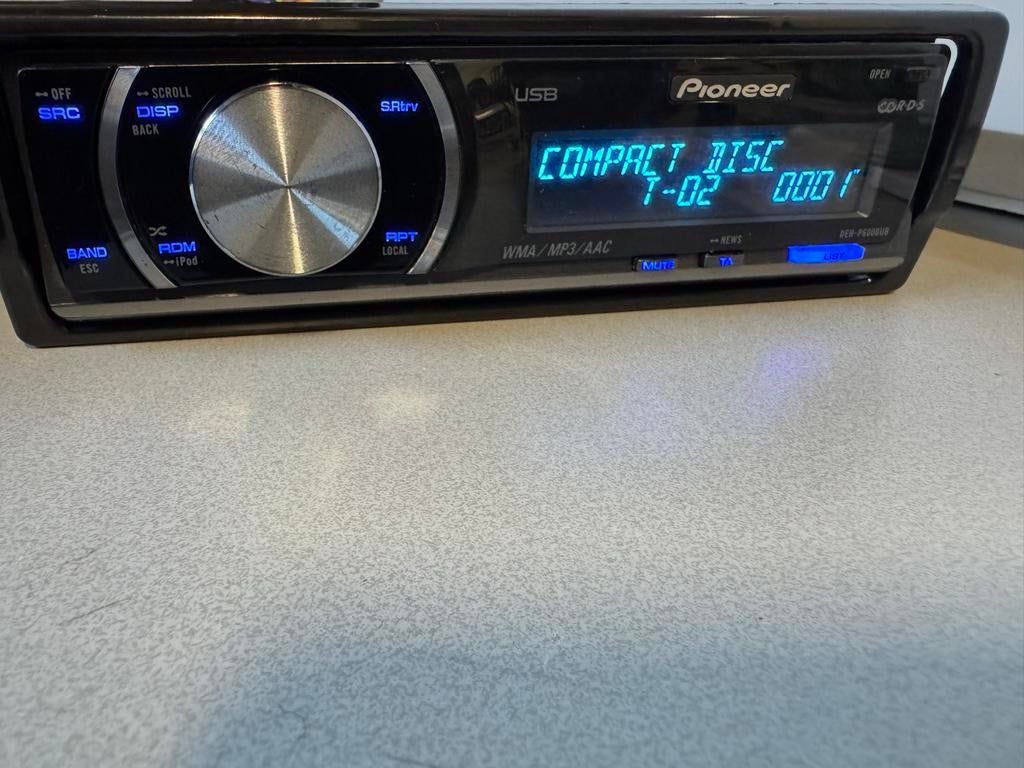 OFF
SRC
SCROLL
DISP
BACK
S.Rtrv
BAND
ESC
RDM
iPod
RPT
LOCAL
USB
Pioneer
OPEN
R·D·S
COMPACT DISC
T-02 0001"
WMA/MP3/AAC
MUTE
NEWS
TA
LIST
DEH-P6000UB